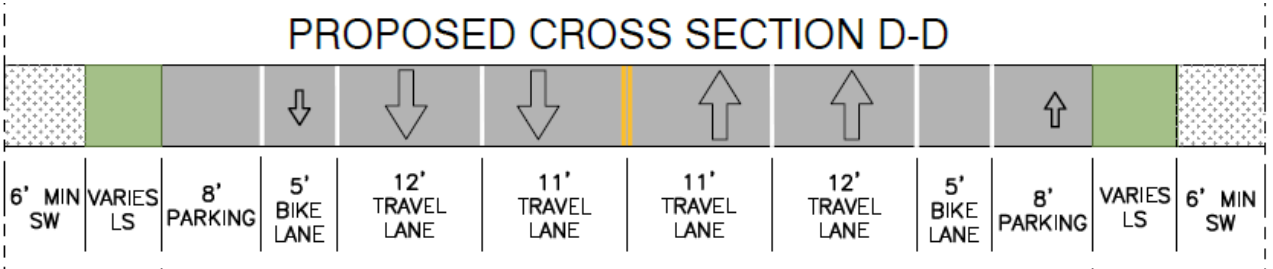 PROPOSED CROSS SECTION D-D
6' MIN
SW
VARIES
LS
8'
PARKING
5'
BIKE
LANE
12'
TRAVEL
LANE
11'
TRAVEL
LANE
11'
TRAVEL
LANE
12'
TRAVEL
LANE
5'
BIKE
LANE
8'
PARKING
VARIES
LS
6' MIN
SW